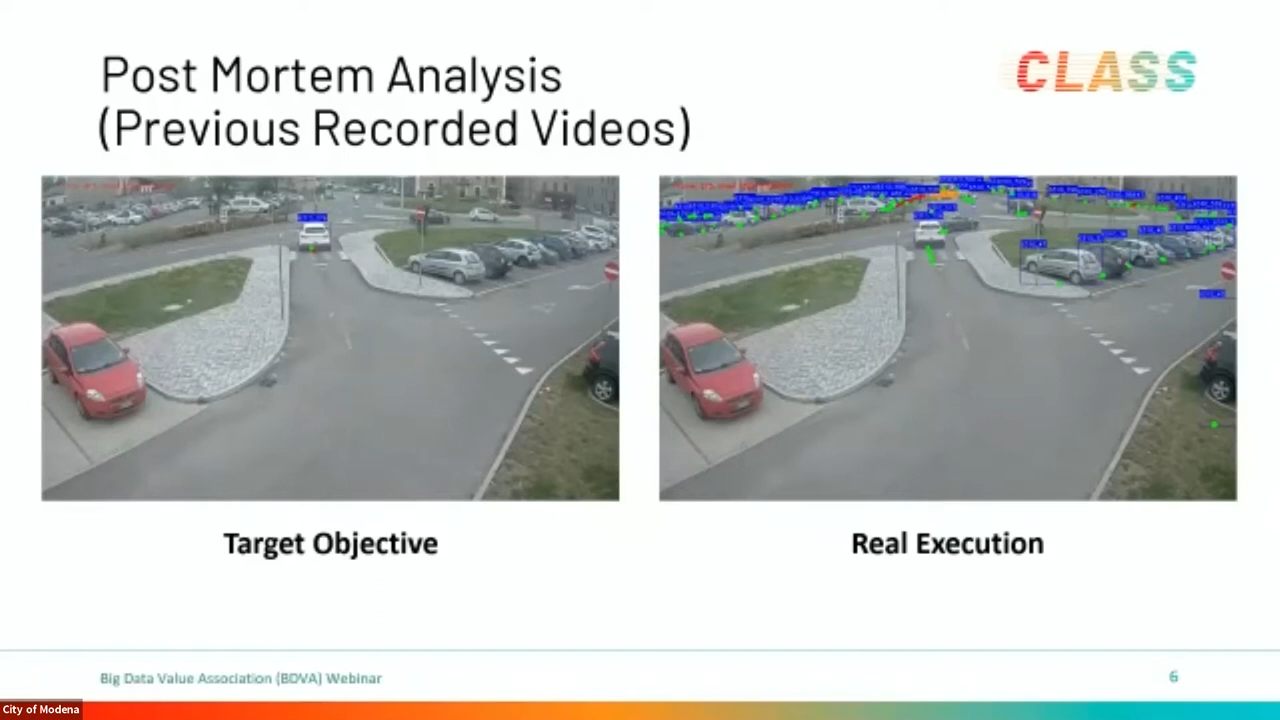 Post Mortem Analysis
(Previous Recorded Videos)
CLASS
Target Objective
Real Execution
Big Data Value Association (BDVA) Webinar
6
City of Modena